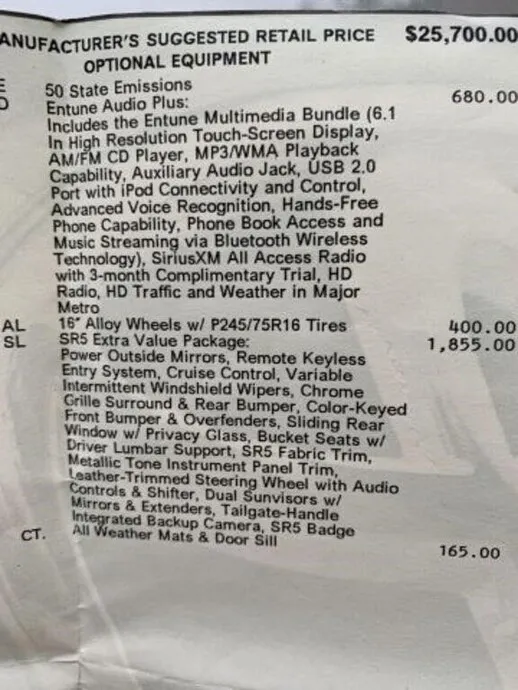 ANUFACTURER'S SUGGESTED RETAIL PRICE $25,700.00
OPTIONAL EQUIPMENT
E 50 State Emissions
D Entune Audio Plus: 680.00
Includes the Entune Multimedia Bundle (6.1
In High Resolution Touch-Screen Display,
AM/FM CD Player, MP3/WMA Playback
Capability, Auxiliary Audio Jack, USB 2.0
Port with iPod Connectivity and Control,
Advanced Voice Recognition, Hands-Free
Phone Capability, Phone Book Access and
Music Streaming via Bluetooth Wireless
Technology), SiriusXM All Access Radio
with 3-month Complimentary Trial, HD
Radio, HD Traffic and Weather in Major
Metro
AL 16" Alloy Wheels w/ P245/75R16 Tires 400.00
SL SR5 Extra Value Package: 1,855.00
Power Outside Mirrors, Remote Keyless
Entry System, Cruise Control, Variable
Intermittent Windshield Wipers, Chrome
Grille Surround & Rear Bumper, Color-Keyed
Front Bumper & Overfenders, Sliding Rear
Window w/ Privacy Glass, Bucket Seats w/
Driver Lumbar Support, SR5 Fabric Trim,
Metallic Tone Instrument Panel Trim,
Leather-Trimmed Steering Wheel with Audio
Controls & Shifter, Dual Sunvisors w/
Mirrors & Extenders, Tailgate-Handle
Integrated Backup Camera, SR5 Badge
CT. All Weather Mats & Door Sill 165.00